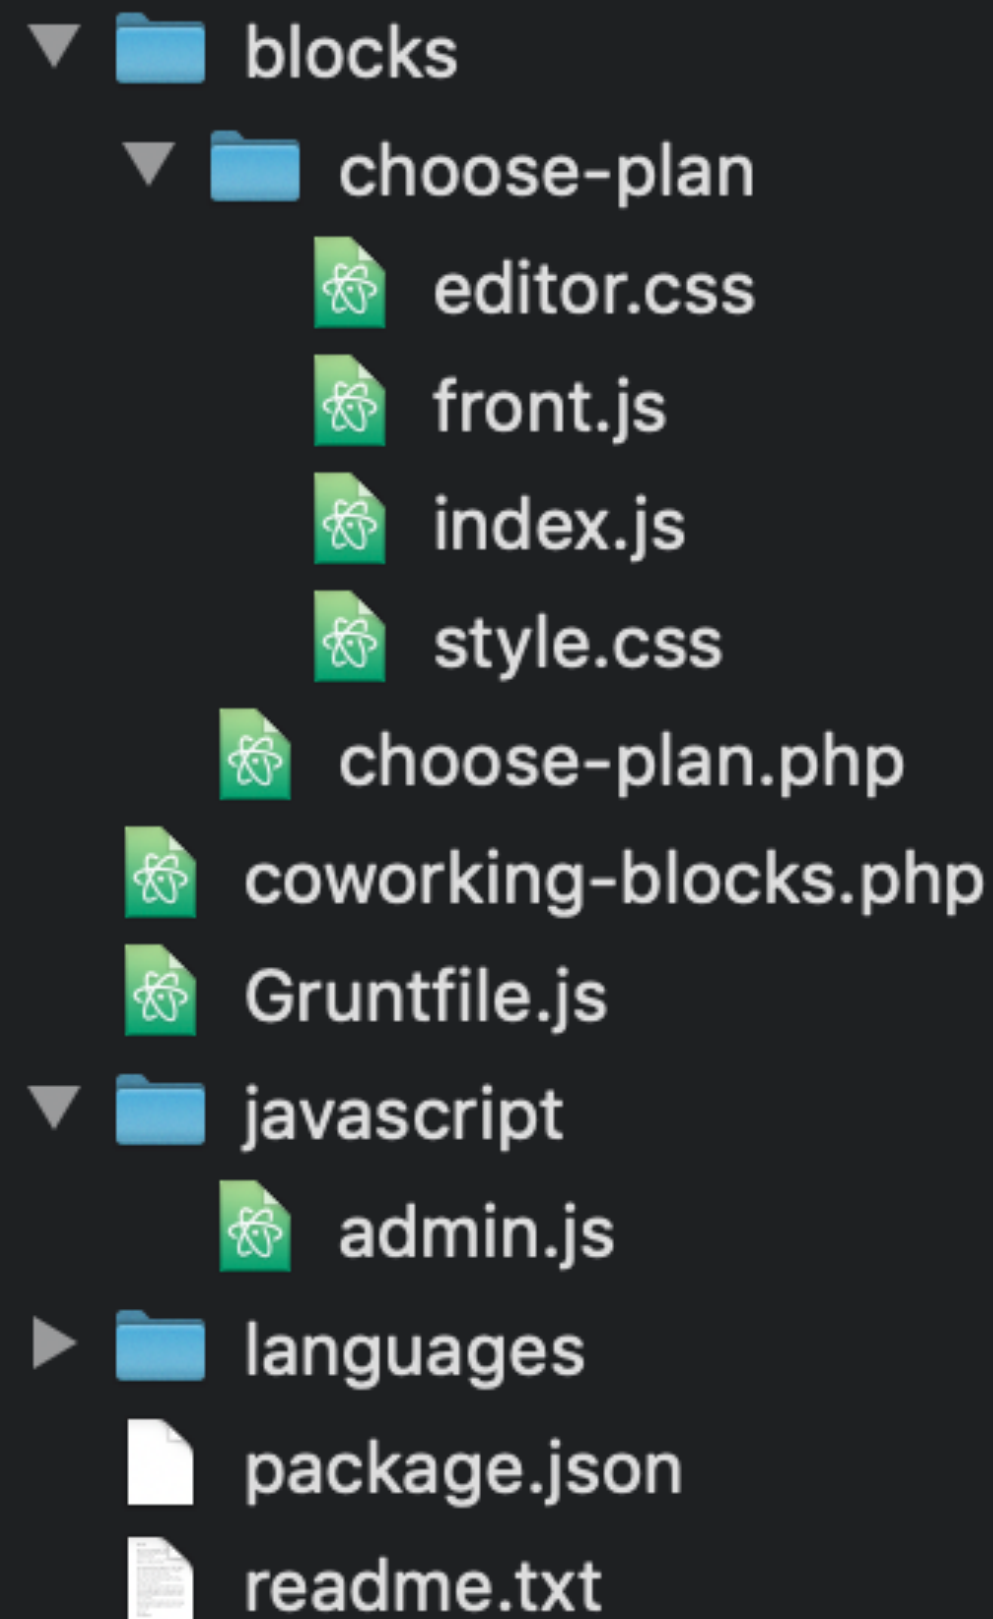 blocks
choose-plan
editor.css
front.js
index.js
style.css
choose-plan.php
coworking-blocks.php
Gruntfile.js
javascript
admin.js
languages
package.json
readme.txt